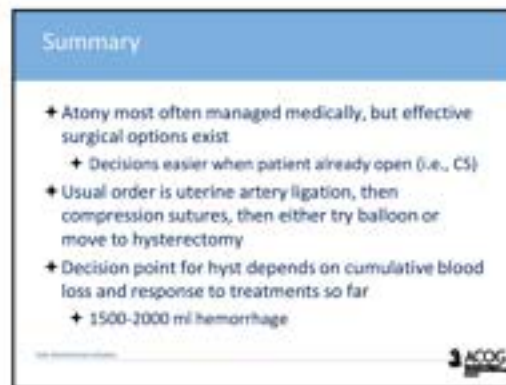 Summary
✦ Atony most often managed medically, but effective
surgical options exist
✦ Decisions easier when patient already open (i.e., CS)
✦ Usual order is uterine artery ligation, then
compression sutures, then either try balloon or
move to hysterectomy
✦ Decision point for hyst depends on cumulative blood
loss and response to treatments so far
✦ 1500-2000 ml hemorrhage
ACOG